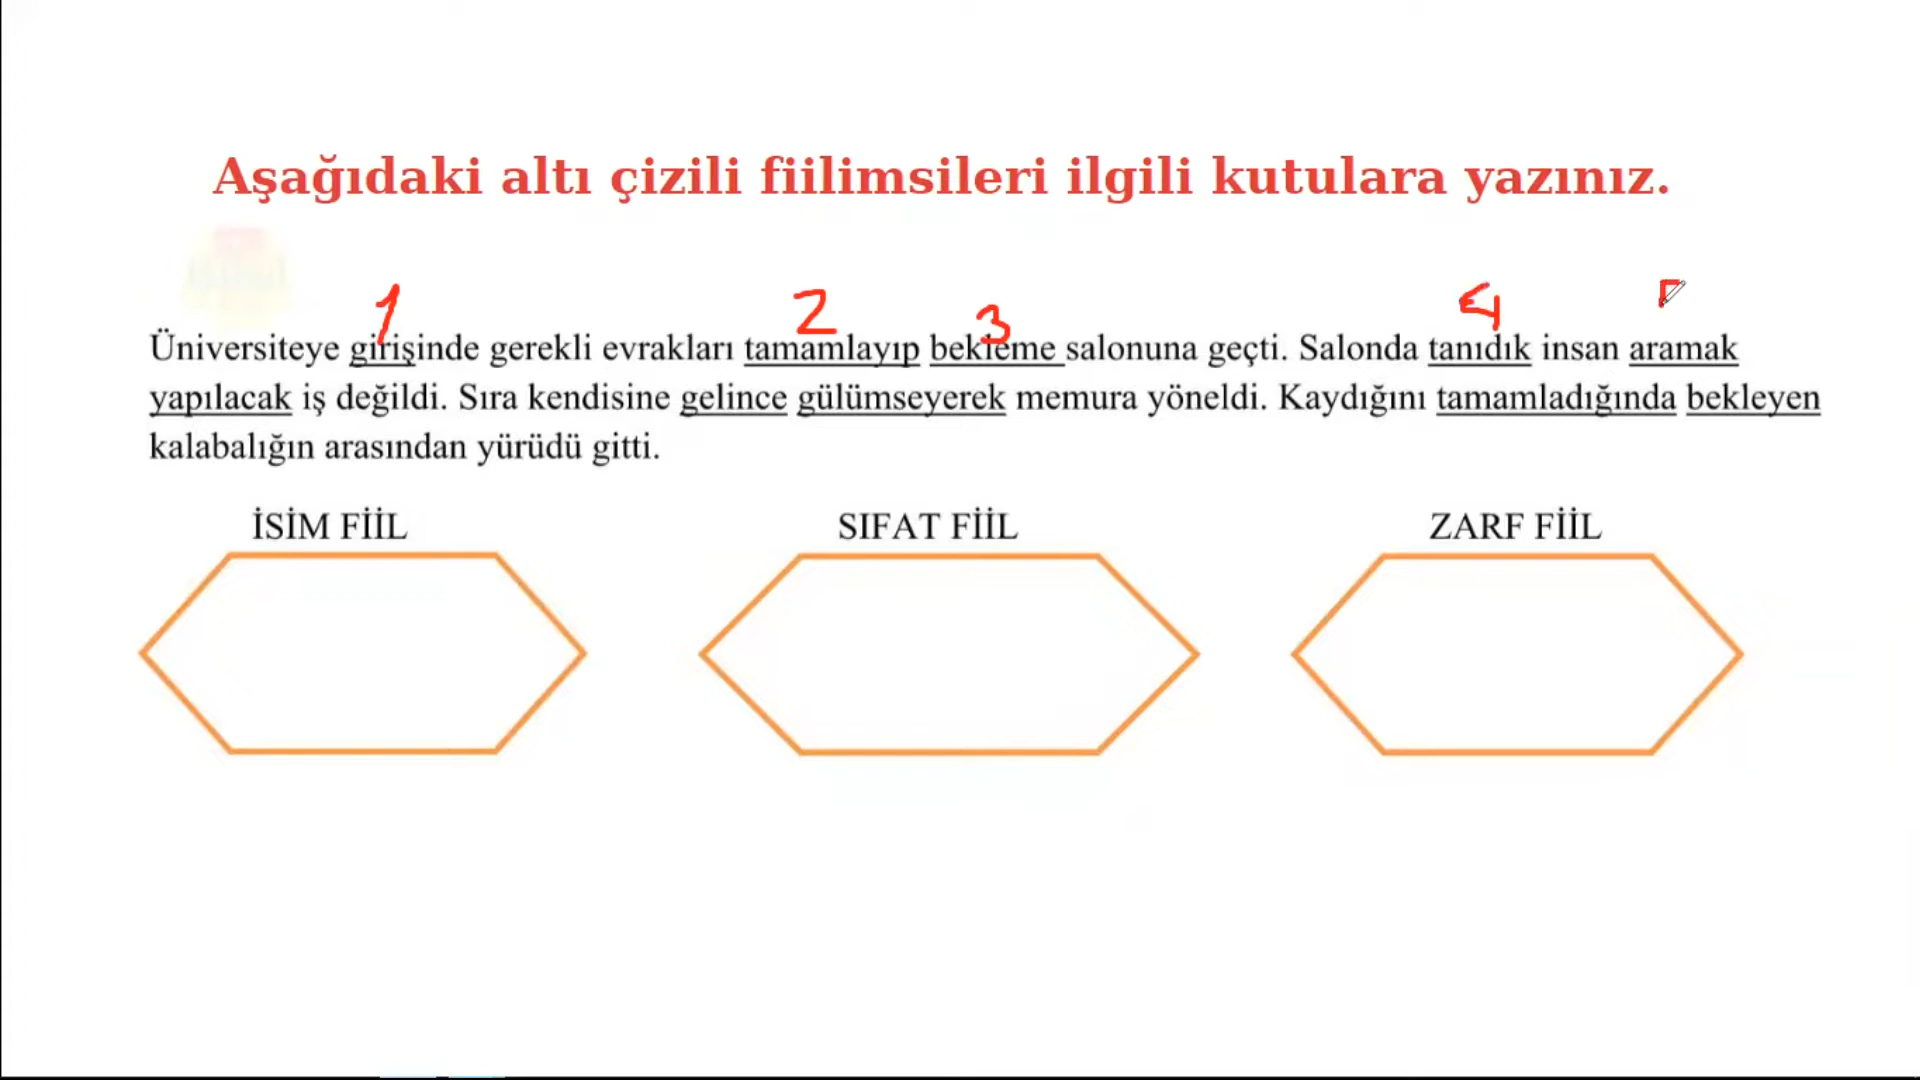 Aşağıdaki altı çizili fiilimsileri ilgili kutulara yazınız.
1 2 3 4
Üniversiteye girişinde gerekli evrakları tamamlayıp bekleme salonuna geçti. Salonda tanıdık insan aramak
yapılacak iş değildi. Sıra kendisine gelince gülümseyerek memura yöneldi. Kaydığını tamamladığında bekleyen
kalabalığın arasından yürüdü gitti.
İSİM FİİL SIFAT FİİL ZARF FİİL